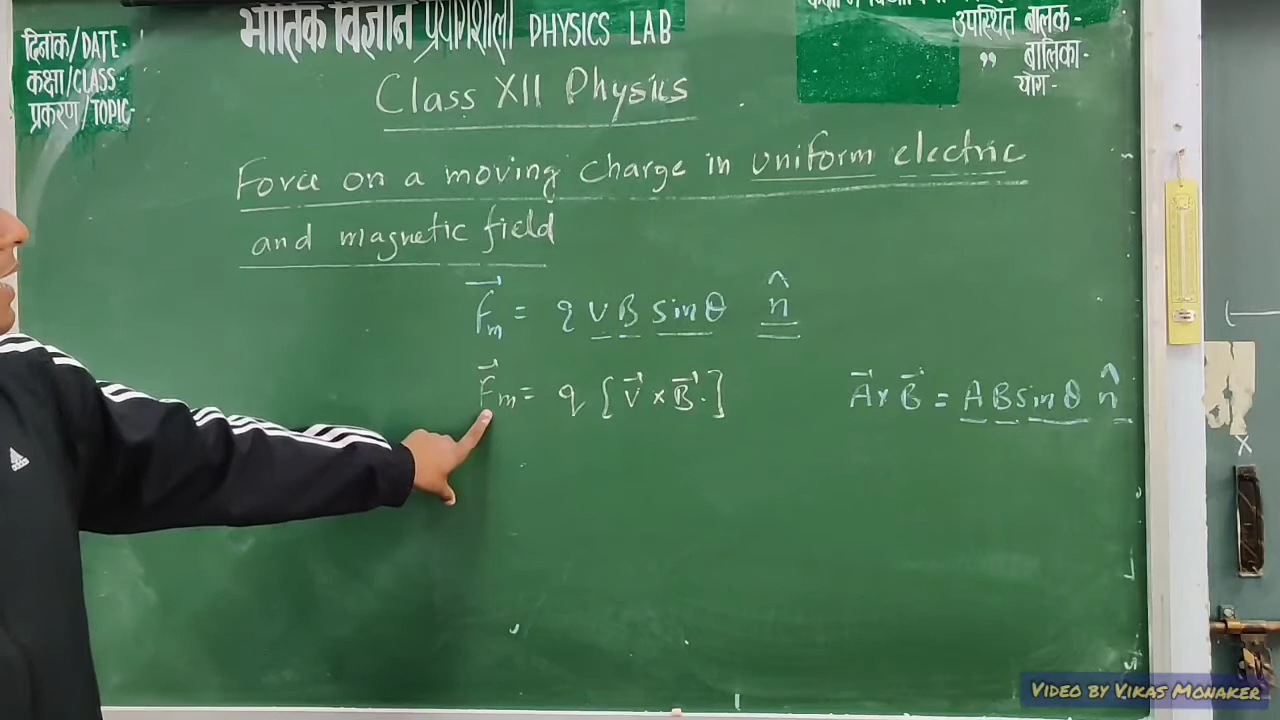 दिनांक/DATE-
कक्षा/CLASS-
प्रकरण/TOPIC-
भौतिक विज्ञान प्रयोगशाला PHYSICS LAB
उपस्थित बालक-
,, बालिका-
योग-
Class XII Physics
Force on a moving charge in uniform electric
and magnetic field
F⃗m = q v B sinθ n̂
F⃗m = q [v⃗ × B⃗.]
A⃗ × B⃗ = A B sinθ n̂
VIDEO BY VIKAS MONAKER